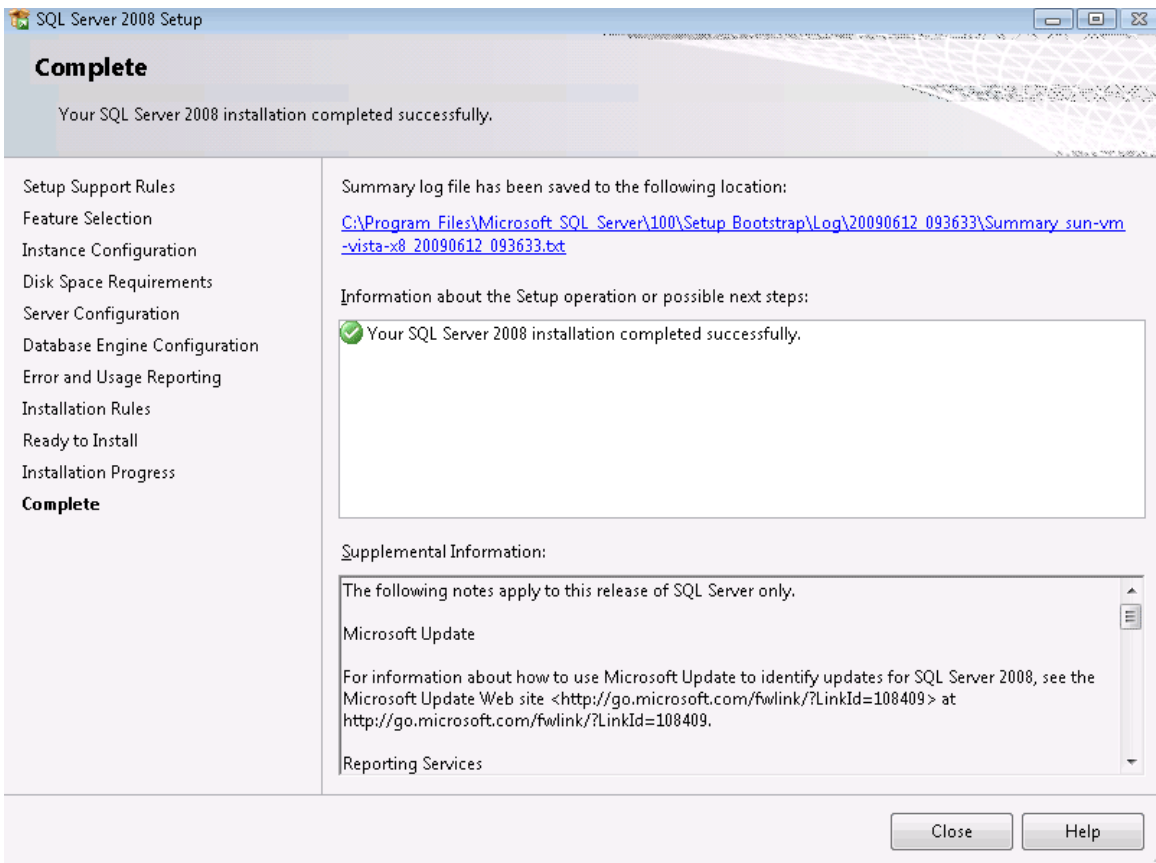 SQL Server 2008 Setup
Complete
Your SQL Server 2008 installation completed successfully.
Setup Support Rules
Feature Selection
Instance Configuration
Disk Space Requirements
Server Configuration
Database Engine Configuration
Error and Usage Reporting
Installation Rules
Ready to Install
Installation Progress
Complete
Summary log file has been saved to the following location:
C:\Program Files\Microsoft SQL Server\100\Setup Bootstrap\Log\20090612_093633\Summary_sun-vm
-vista-x8_20090612_093633.txt
Information about the Setup operation or possible next steps:
Your SQL Server 2008 installation completed successfully.
Supplemental Information:
The following notes apply to this release of SQL Server only.
Microsoft Update
For information about how to use Microsoft Update to identify updates for SQL Server 2008, see the
Microsoft Update Web site <http://go.microsoft.com/fwlink/?LinkId=108409> at
http://go.microsoft.com/fwlink/?LinkId=108409.
Reporting Services
Close
Help